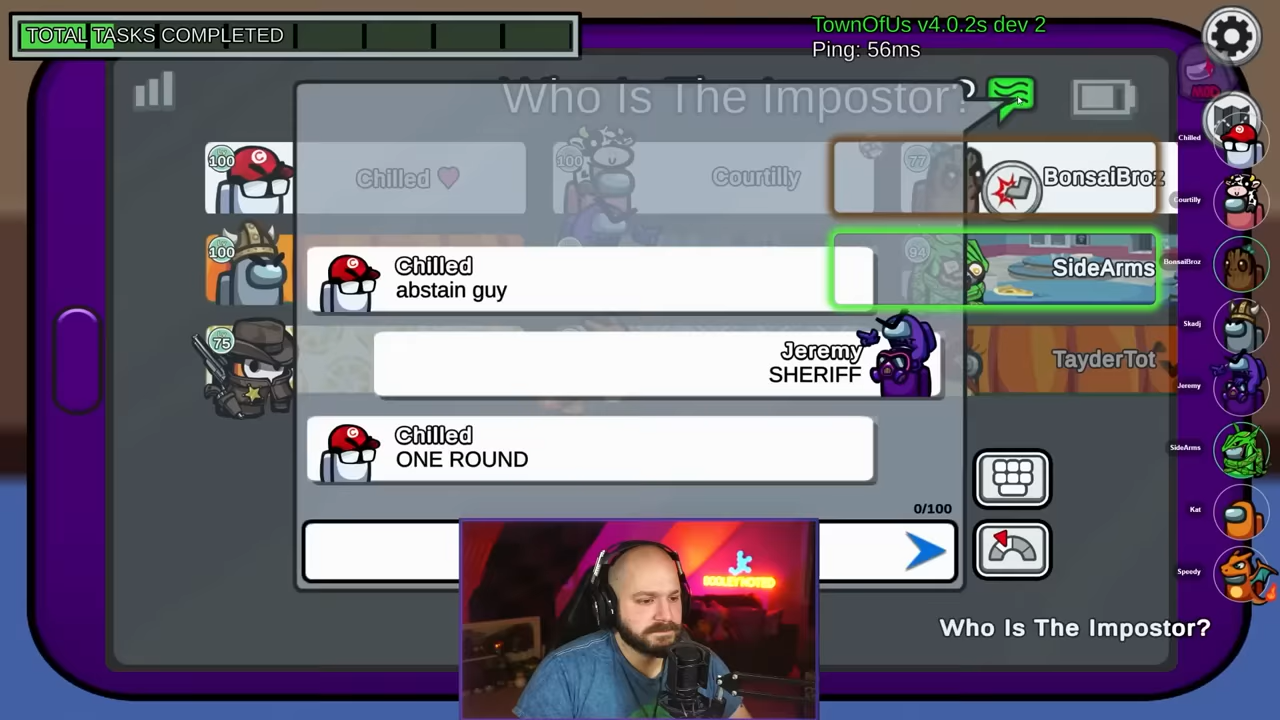 TOTAL TASKS COMPLETED
TownOfUs v4.0.2s dev 2
Ping: 56ms
Who Is The Impostor?
MOD
100
Chilled
100
Courtilly
77
BonsaiBroz
100
94
SideArms
75
TayderTot
Chilled
abstain guy
Jeremy
SHERIFF
Chilled
ONE ROUND
0/100
Who Is The Impostor?
Chilled
Courtilly
BonsaiBroz
Skadj
Jeremy
SideArms
Kat
Speedy